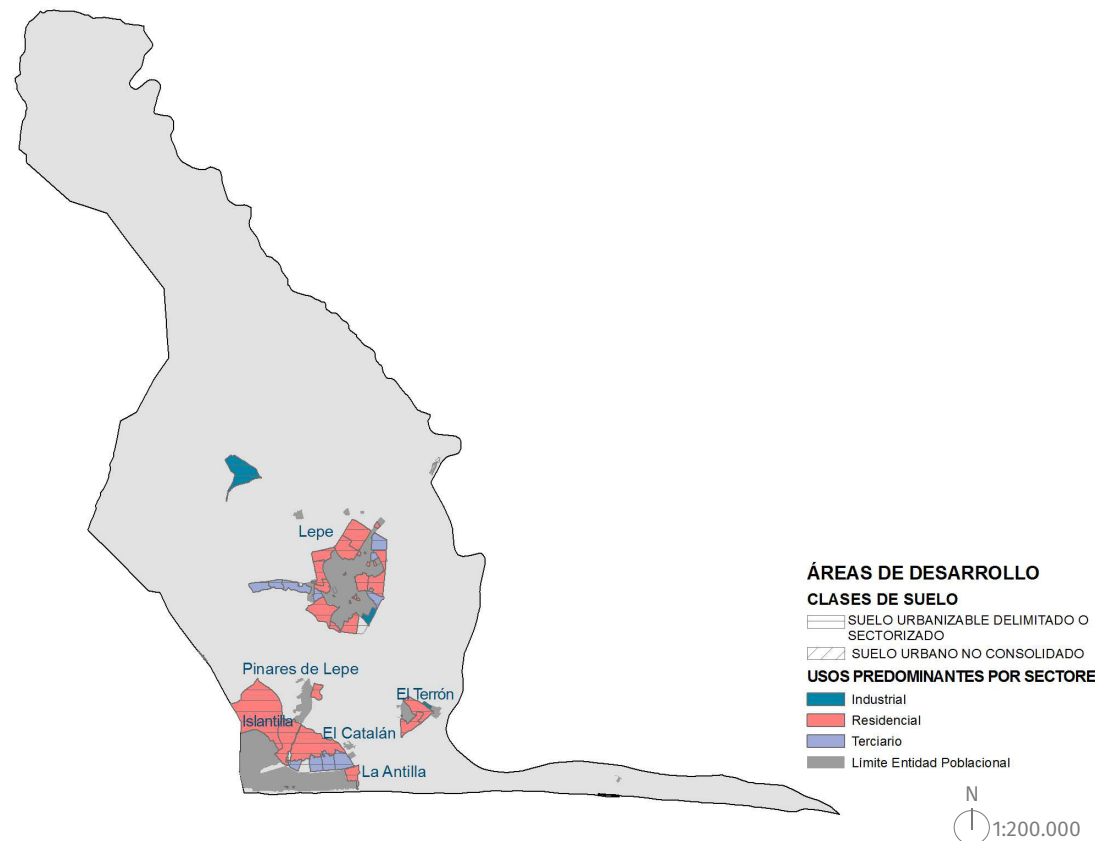 Lepe
Pinares de Lepe
El Terrón
Islantilla
El Catalán
La Antilla
ÁREAS DE DESARROLLO
CLASES DE SUELO
SUELO URBANIZABLE DELIMITADO O
SECTORIZADO
SUELO URBANO NO CONSOLIDADO
USOS PREDOMINANTES POR SECTORE
Industrial
Residencial
Terciario
Límite Entidad Poblacional
N
1:200.000